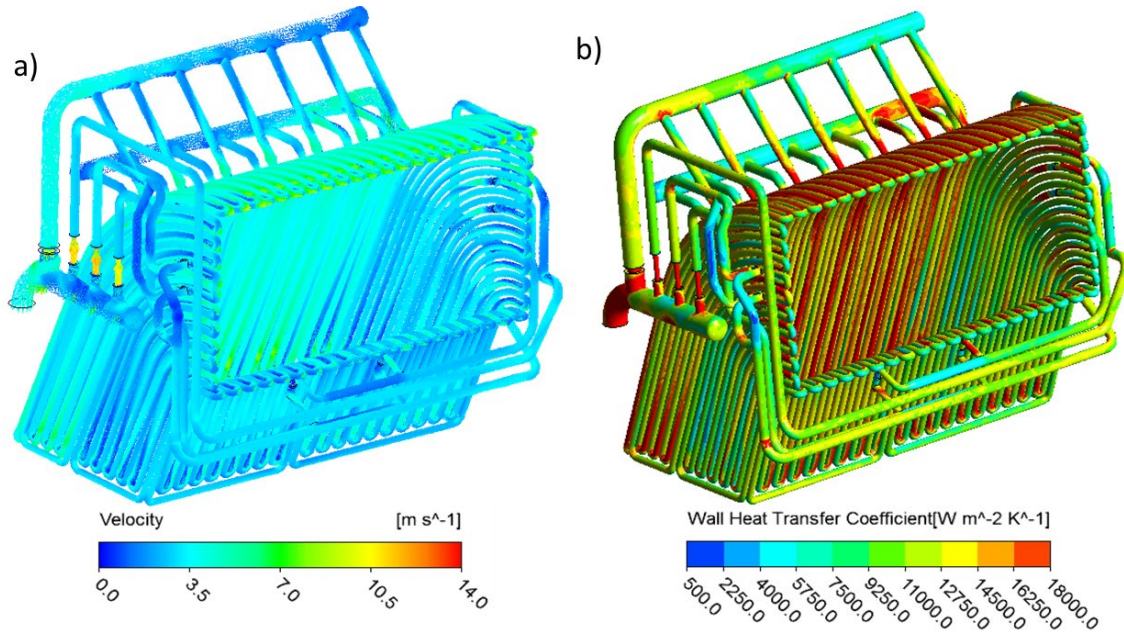 a)
b)
Velocity [m s^-1]
0.0 3.5 7.0 10.5 14.0
Wall Heat Transfer Coefficient[W m^-2 K^-1]
500.0 2250.0 4000.0 5750.0 7500.0 9250.0 11000.0 12750.0 14500.0 16250.0 18000.0